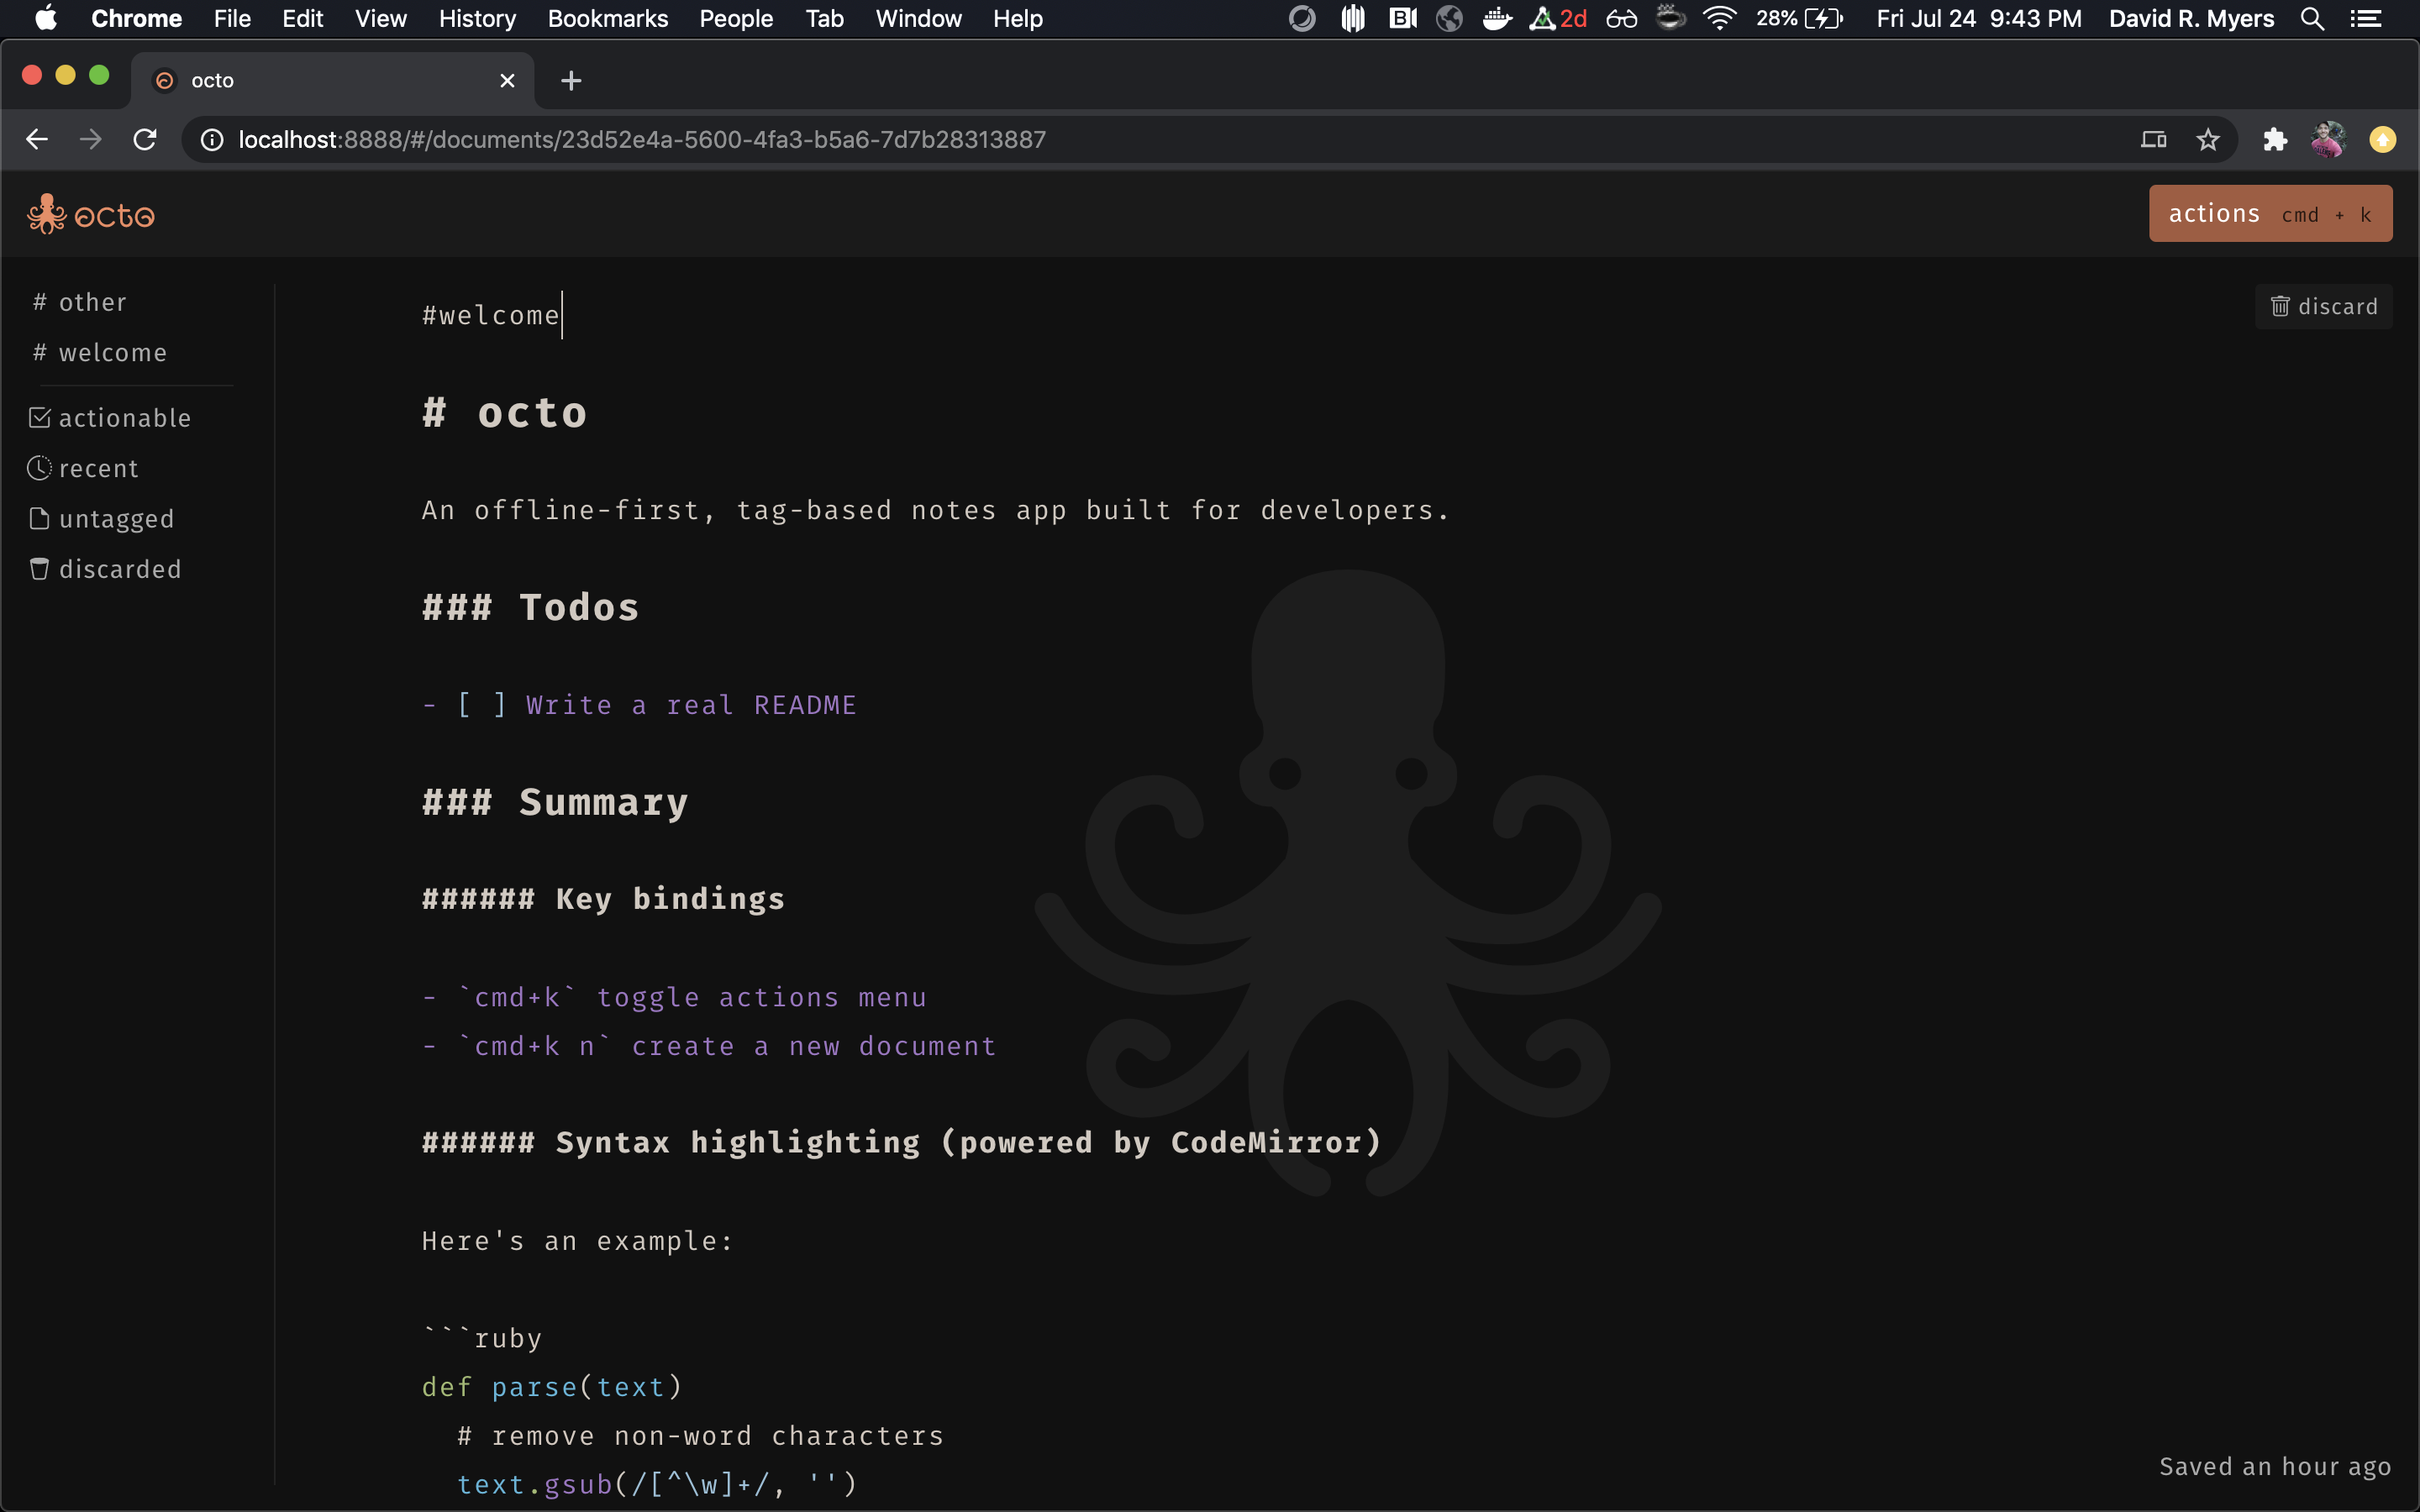 Chrome File Edit View History Bookmarks People Tab Window Help 2d 28% Fri Jul 24 9:43 PM David R. Myers
octo
localhost:8888/#/documents/23d52e4a-5600-4fa3-b5a6-7d7b28313887
octo
actions cmd + k
# other
# welcome
actionable
recent
untagged
discarded
#welcome
discard
# octo
An offline-first, tag-based notes app built for developers.
### Todos
- [ ] Write a real README
### Summary
###### Key bindings
- `cmd+k` toggle actions menu
- `cmd+k n` create a new document
###### Syntax highlighting (powered by CodeMirror)
Here's an example:
```ruby
def parse(text)
# remove non-word characters
text.gsub(/[^\w]+/, '')
Saved an hour ago